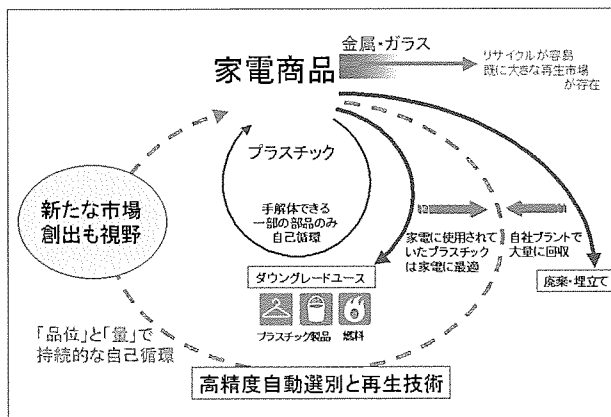 金属・ガラス
家電商品
リサイクルが容易
既に大きな再生市場
が存在
プラスチック
手解体できる
一部の部品のみ
自己循環
新たな市場
創出も視野
家電に使用されて
いたプラスチック
は家電に最適
自社プラントで
大量に回収
ダウングレードユース
廃棄・埋立て
プラスチック製品
燃料
「品位」と「量」で
持続的な自己循環
高精度自動選別と再生技術